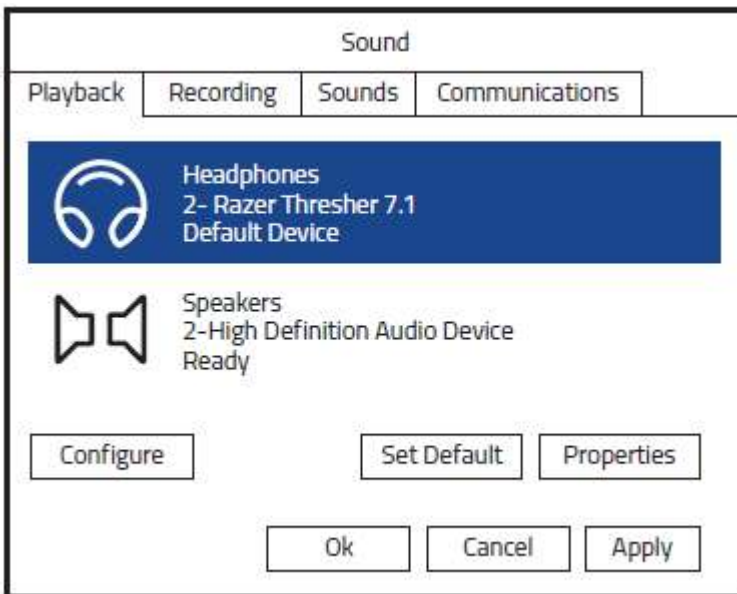 Sound
Playback Recording Sounds Communications
Headphones
2- Razer Thresher 7.1
Default Device
Speakers
2-High Definition Audio Device
Ready
Configure Set Default Properties
Ok Cancel Apply